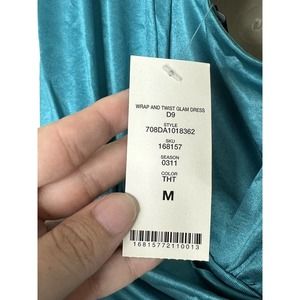 WRAP AND TWIST GLAM DRESS
D9
STYLE
708DA1018362
SKU
168157
SEASON
0311
COLOR
THT
M
16815772110013